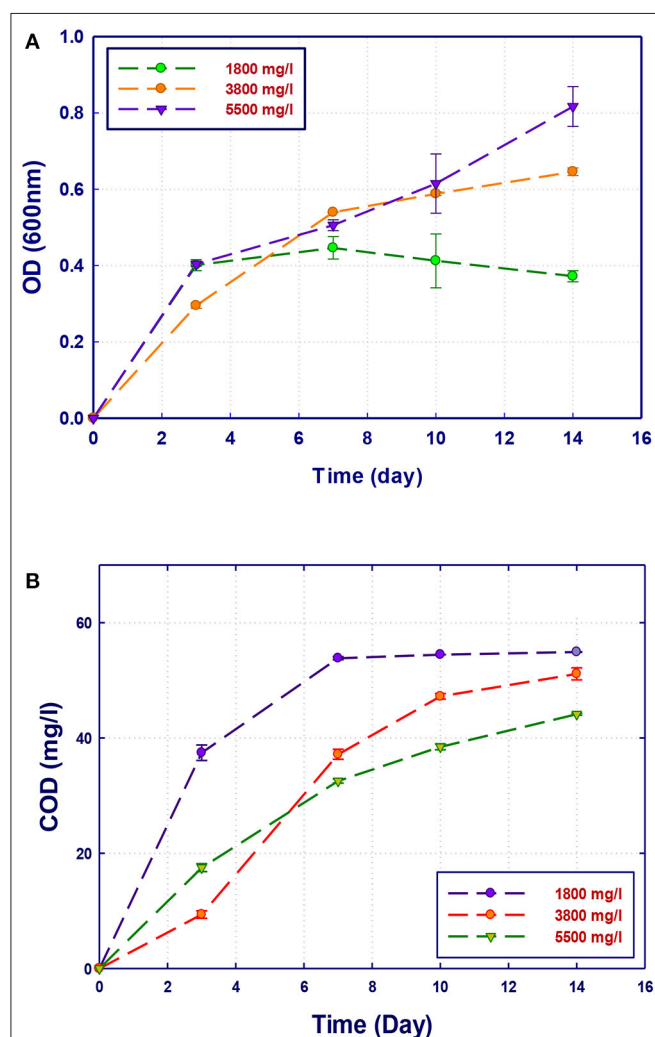 A
1.0
1800 mg/l
3800 mg/l
5500 mg/l
0.8
0.6
0.4
0.2
0.0
OD (600nm)
0 2 4 6 8 10 12 14 16
Time (day)
B
60
40
20
0
COD (mg/l)
1800 mg/l
3800 mg/l
5500 mg/l
0 2 4 6 8 10 12 14 16
Time (Day)